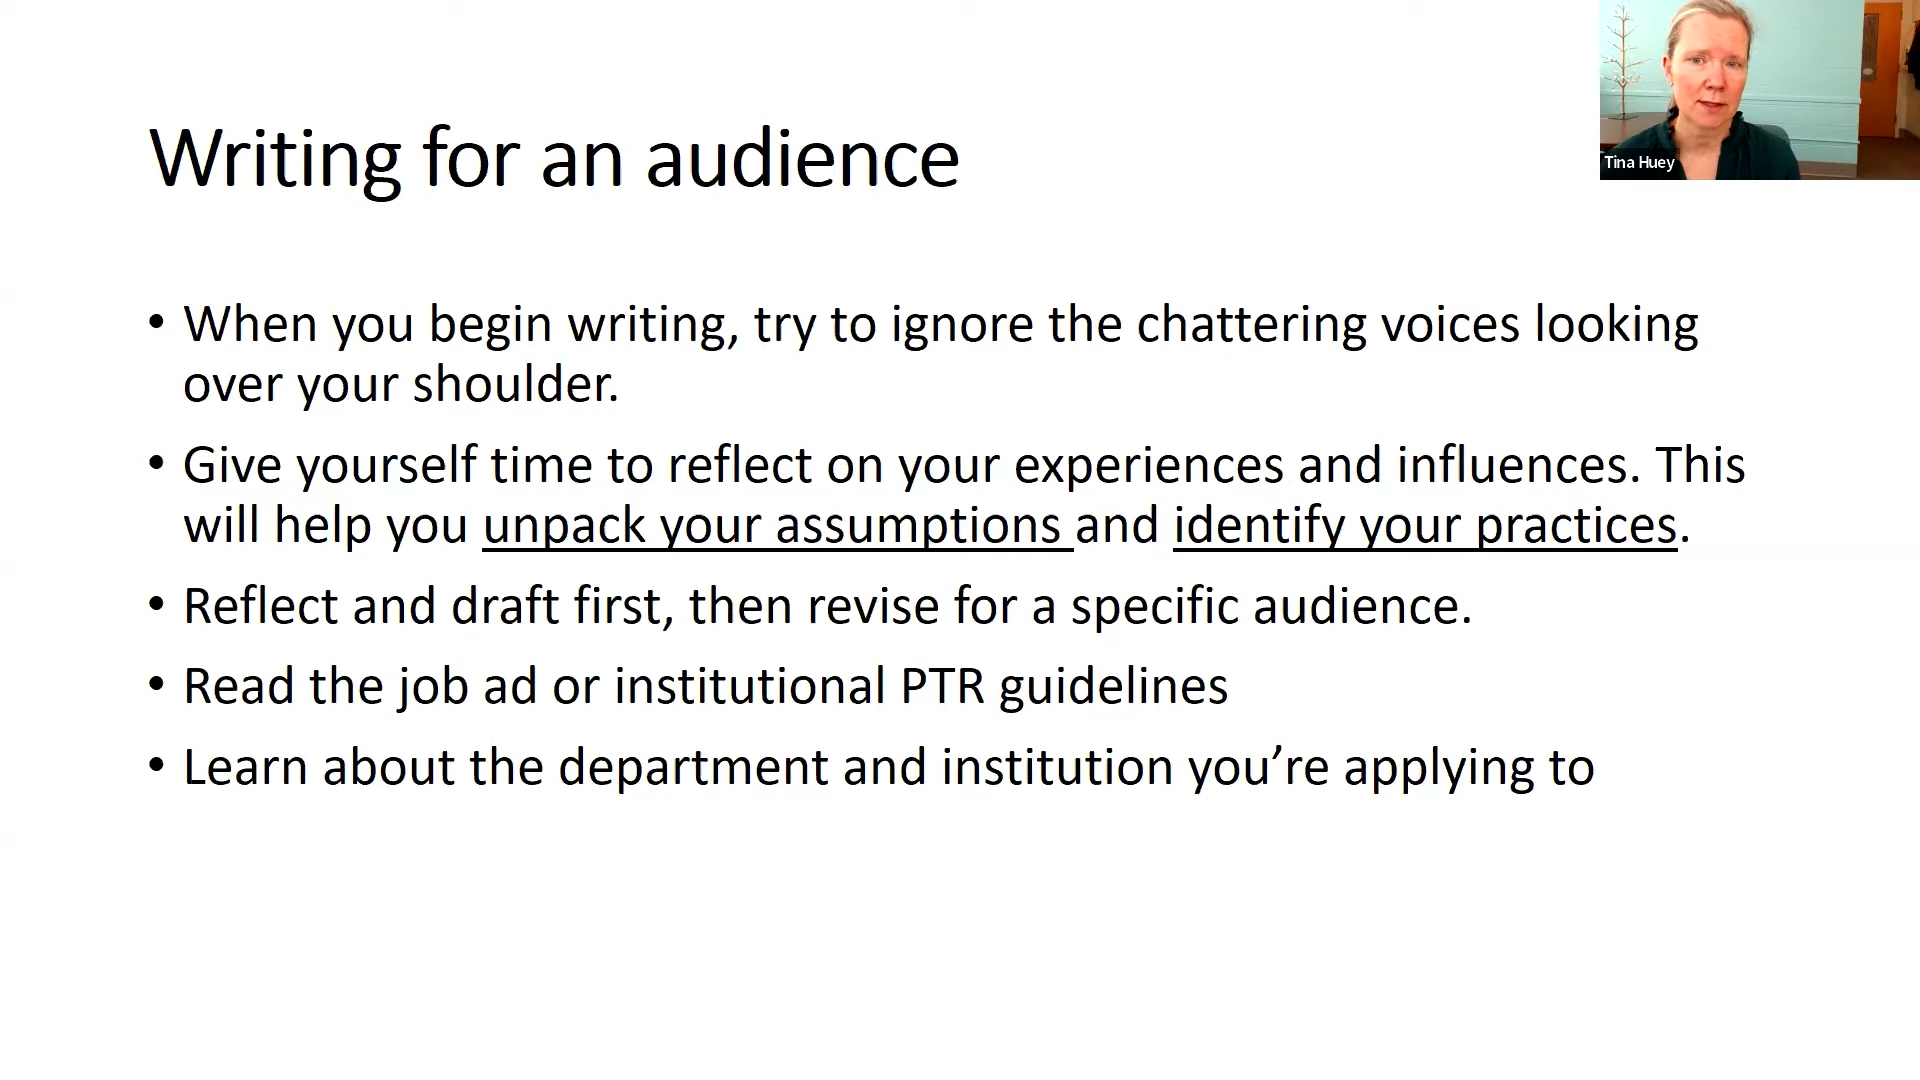 Writing for an audience
Tina Huey
• When you begin writing, try to ignore the chattering voices looking
over your shoulder.
• Give yourself time to reflect on your experiences and influences. This
will help you unpack your assumptions and identify your practices.
• Reflect and draft first, then revise for a specific audience.
• Read the job ad or institutional PTR guidelines
• Learn about the department and institution you’re applying to